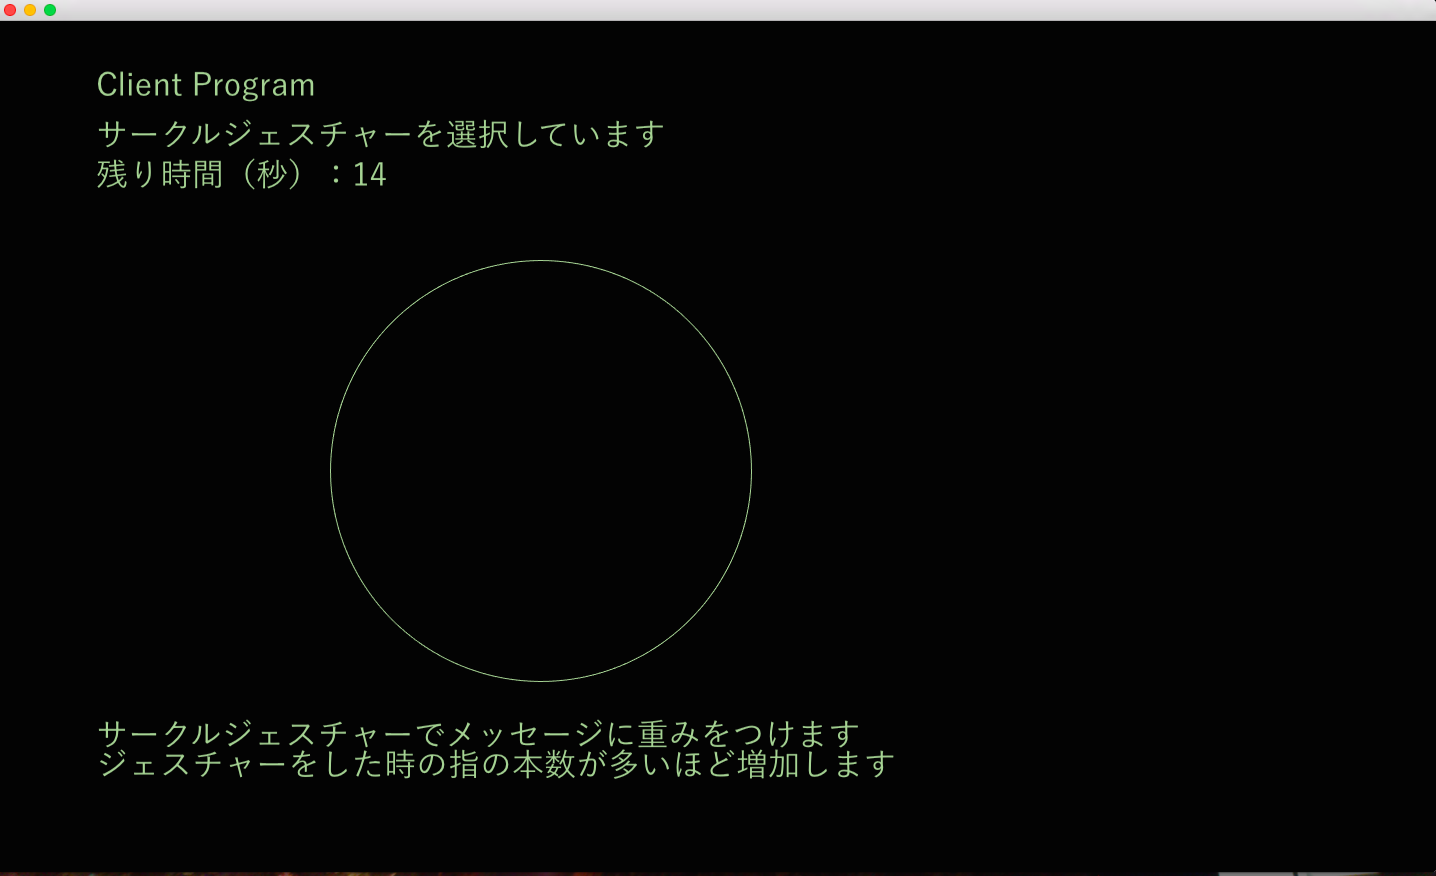 Client Program
サークルジェスチャーを選択しています
残り時間（秒）：14
サークルジェスチャーでメッセージに重みをつけます
ジェスチャーをした時の指の本数が多いほど増加します